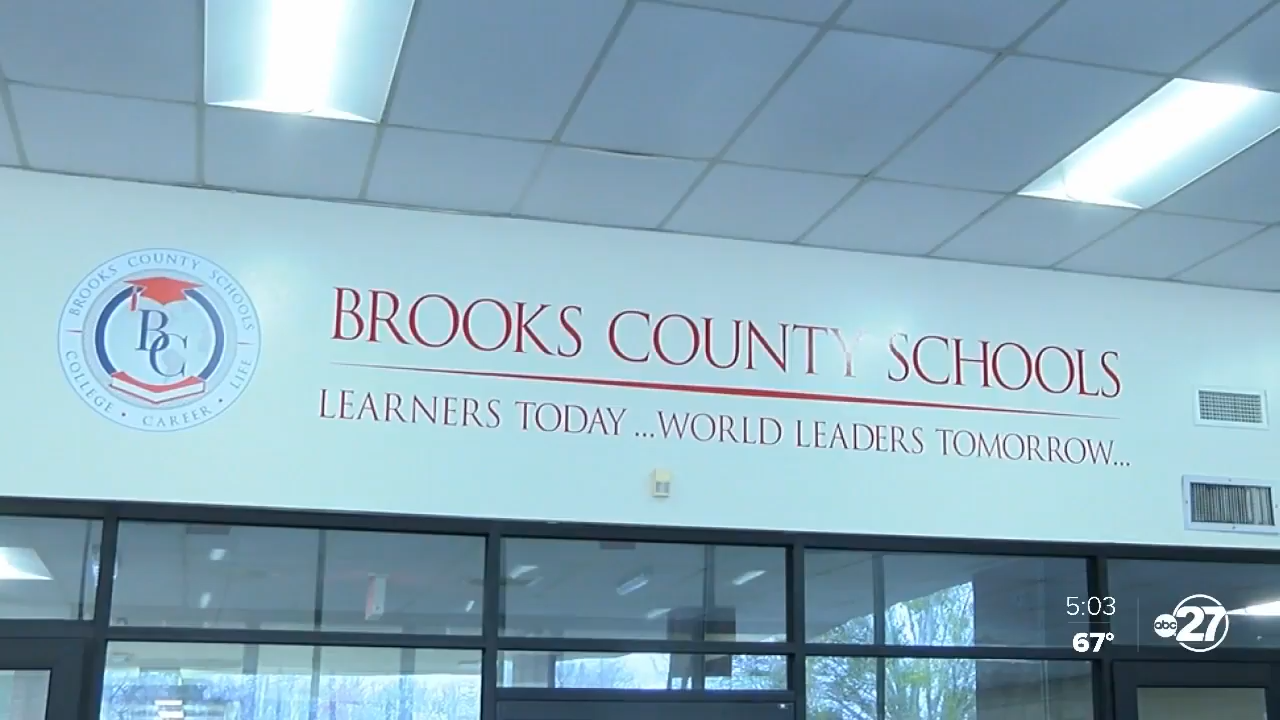 BROOKS COUNTY SCHOOLS
BC
COLLEGE • CAREER • LIFE
BROOKS COUNTY SCHOOLS
LEARNERS TODAY ...WORLD LEADERS TOMORROW...
5:03
67°
abc 27